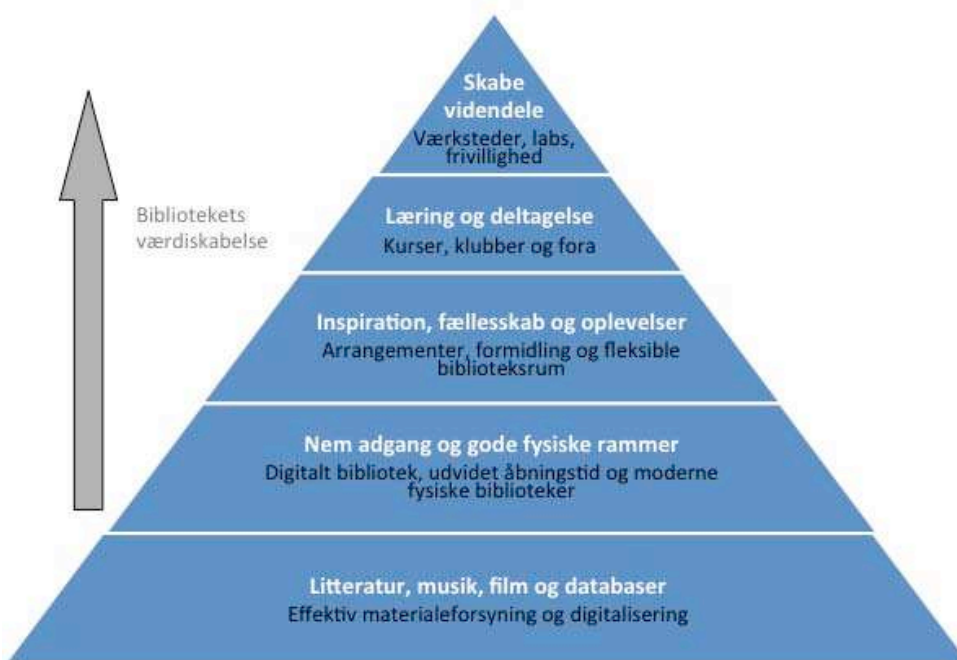 Skabe
videndele
Værksteder, labs,
frivillighed
Bibliotekets
værdiskabelse
Læring og deltagelse
Kurser, klubber og fora
Inspiration, fællesskab og oplevelser
Arrangementer, formidling og fleksible
biblioteksrum
Nem adgang og gode fysiske rammer
Digitalt bibliotek, udvidet åbningstid og moderne
fysiske biblioteker
Litteratur, musik, film og databaser
Effektiv materialeforsyning og digitalisering